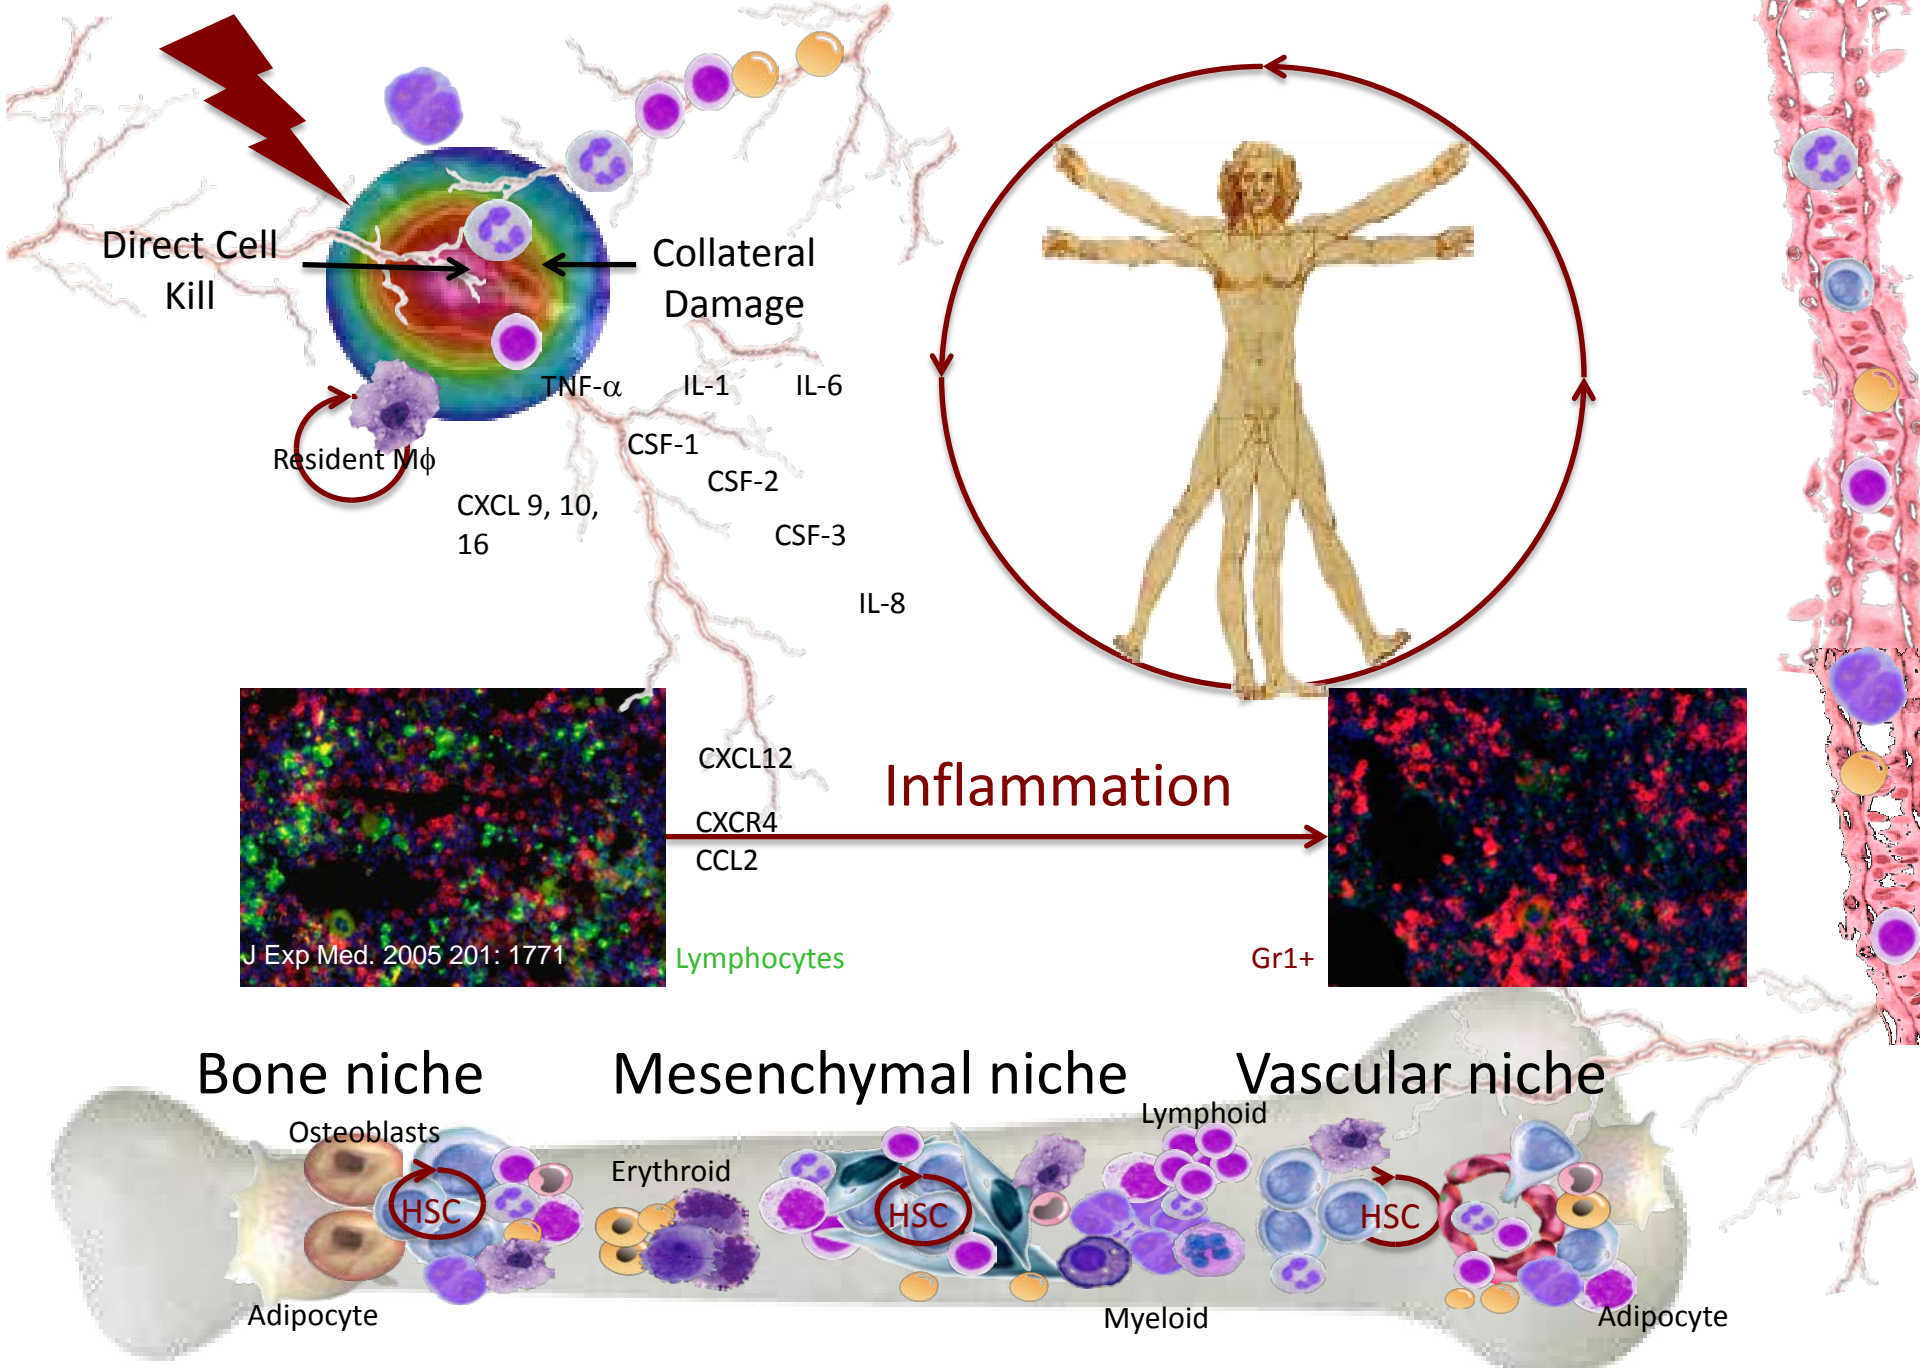 Direct Cell
Kill
Collateral
Damage
TNF-α
IL-1
IL-6
CSF-1
Resident Mϕ
CSF-2
CXCL 9, 10,
16
CSF-3
IL-8
CXCL12
Inflammation
CXCR4
CCL2
J Exp Med. 2005 201: 1771
Lymphocytes
Gr1+
Bone niche
Mesenchymal niche
Vascular niche
Osteoblasts
Lymphoid
Erythroid
HSC
HSC
HSC
Adipocyte
Myeloid
Adipocyte